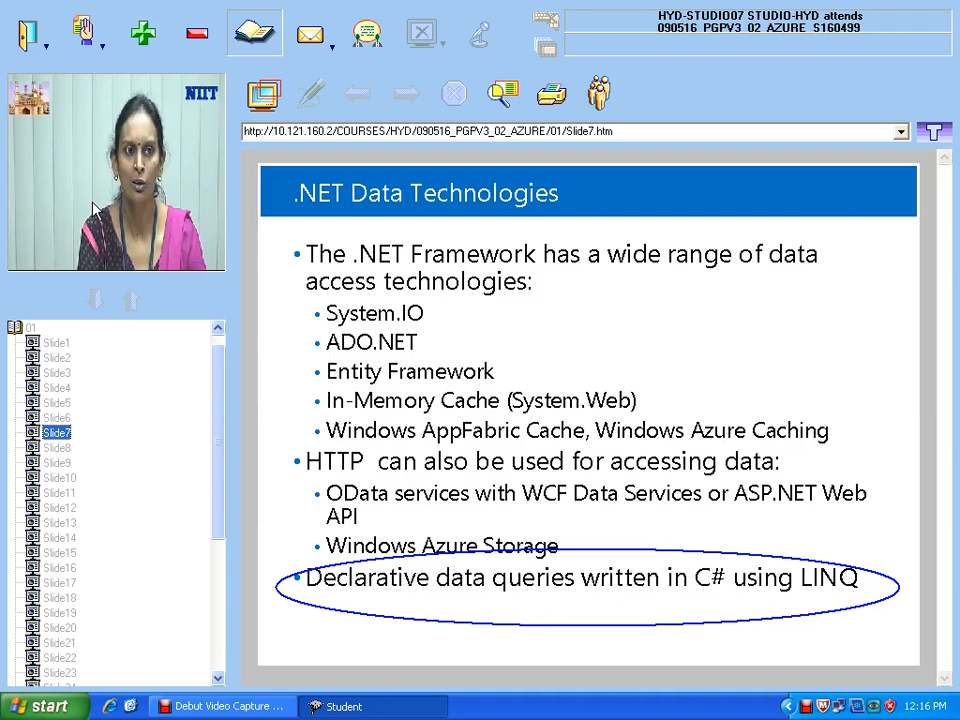 HYD-STUDIO07 STUDIO-HYD attends
090516_PGPV3_02_AZURE_S160499
NIIT
http://10.121.160.2/COURSES/HYD/090516_PGPV3_02_AZURE/01/Slide7.htm
T
.NET Data Technologies
• The .NET Framework has a wide range of data
access technologies:
• System.IO
• ADO.NET
• Entity Framework
• In-Memory Cache (System.Web)
• Windows AppFabric Cache, Windows Azure Caching
• HTTP can also be used for accessing data:
• OData services with WCF Data Services or ASP.NET Web
API
• Windows Azure Storage
• Declarative data queries written in C# using LINQ
01
Slide1
Slide2
Slide3
Slide4
Slide5
Slide6
Slide7
Slide8
Slide9
Slide10
Slide11
Slide12
Slide13
Slide14
Slide15
Slide16
Slide17
Slide18
Slide19
Slide20
Slide21
Slide22
Slide23
start
Debut Video Capture ...
Student
12:16 PM